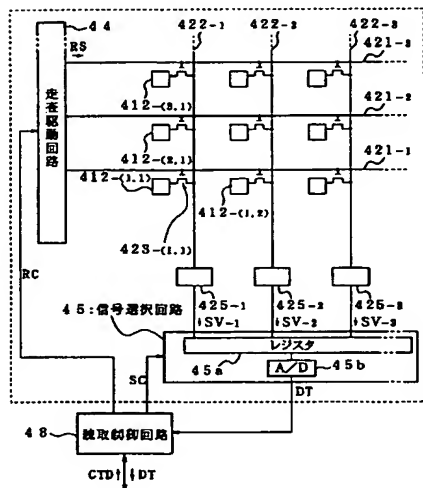 44
RS
422-1
422-2
422-3
421-3
412-(3,1)
421-2
412-(2,1)
421-1
412-(1,1)
412-(1,2)
423-(1,1)
走査駆動回路
RC
425-1
425-2
425-3
45:信号選択回路
SV-1
SV-2
SV-3
レジスタ
SC
45a
A/D
45b
DT
48
読取制御回路
CTD
DT